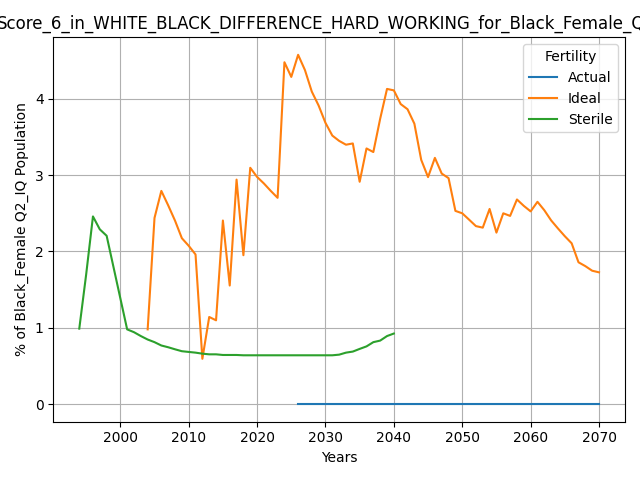 Score_6_in_WHITE_BLACK_DIFFERENCE_HARD_WORKING_for_Black_Female_Q
Fertility
Actual
Ideal
Sterile
% of Black_Female Q2_IQ Population
4
3
2
1
0
2000 2010 2020 2030 2040 2050 2060 2070
Years